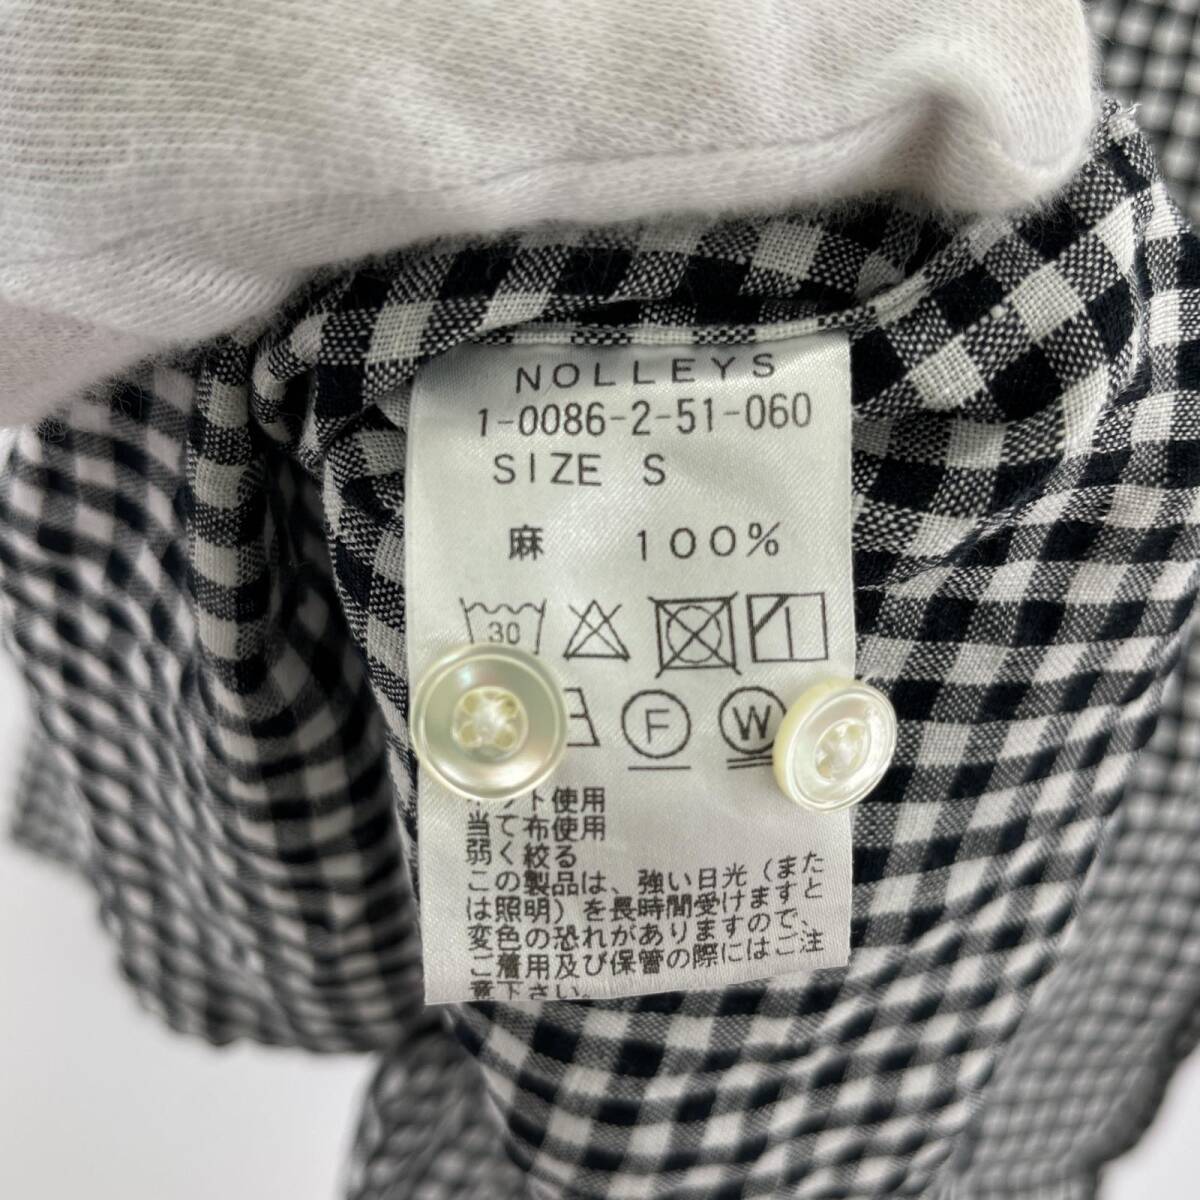 NOLLEYS
1-0086-2-51-060
SIZE S
麻 100%
30
F W
ネット使用
当て布使用
弱く絞る
この製品は、強い日光(また
は照明)を長時間受けますと
変色の恐れがありますので、
ご着用及び保管の際にはご注
意下さい。